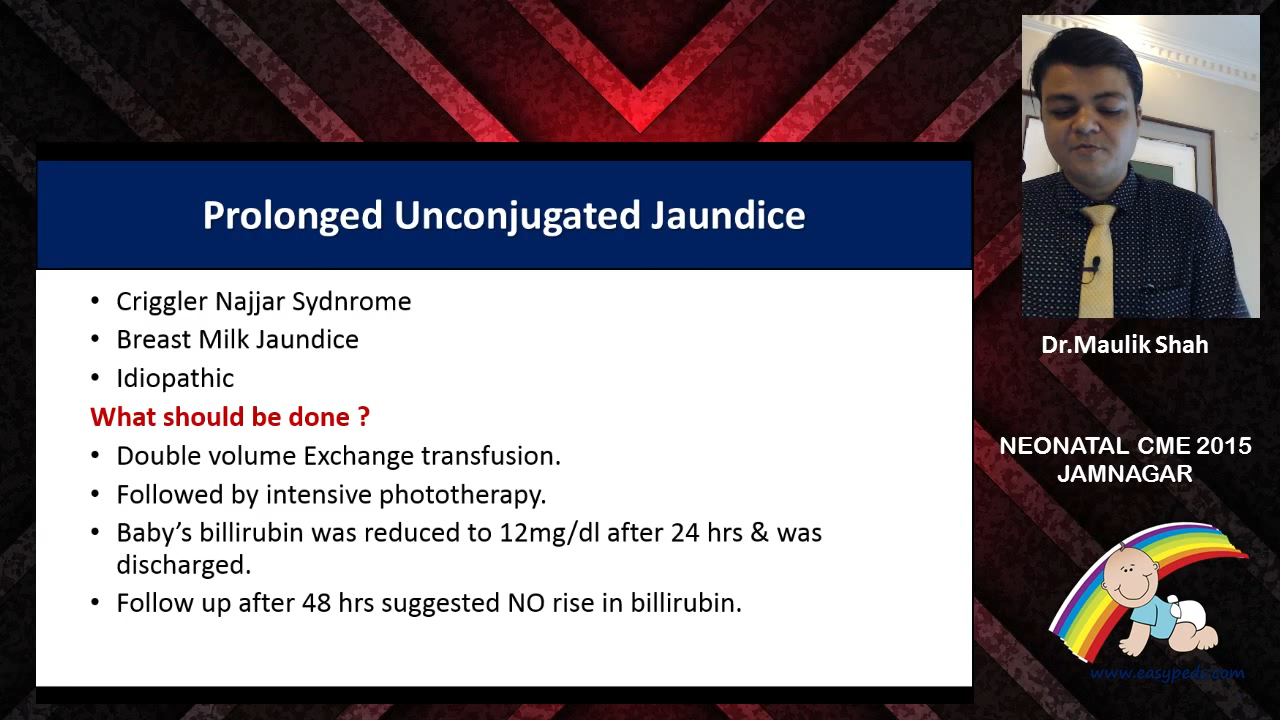 Prolonged Unconjugated Jaundice
• Criggler Najjar Sydnrome
• Breast Milk Jaundice
• Idiopathic
What should be done ?
• Double volume Exchange transfusion.
• Followed by intensive phototherapy.
• Baby’s billirubin was reduced to 12mg/dl after 24 hrs & was
discharged.
• Follow up after 48 hrs suggested NO rise in billirubin.
Dr.Maulik Shah
NEONATAL CME 2015
JAMNAGAR
www.easypeds.com